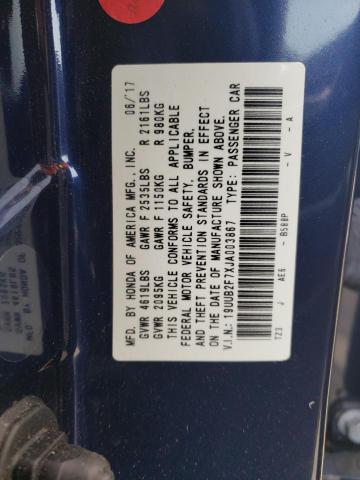 MFD. BY HONDA OF AMERICA MFG., INC. 06/17
GVWR 4619LBS GAWR F 2535LBS R 2161LBS
GVWR 2095KG GAWR F 1150KG R 980KG
THIS VEHICLE CONFORMS TO ALL APPLICABLE
FEDERAL MOTOR VEHICLE SAFETY, BUMPER,
AND THEFT PREVENTION STANDARDS IN EFFECT
ON THE DATE OF MANUFACTURE SHOWN ABOVE.
V.I.N.: 19UUB2F7XJA003867 TYPE: PASSENGER CAR
TZ3 J AE6 - B588P - V - A